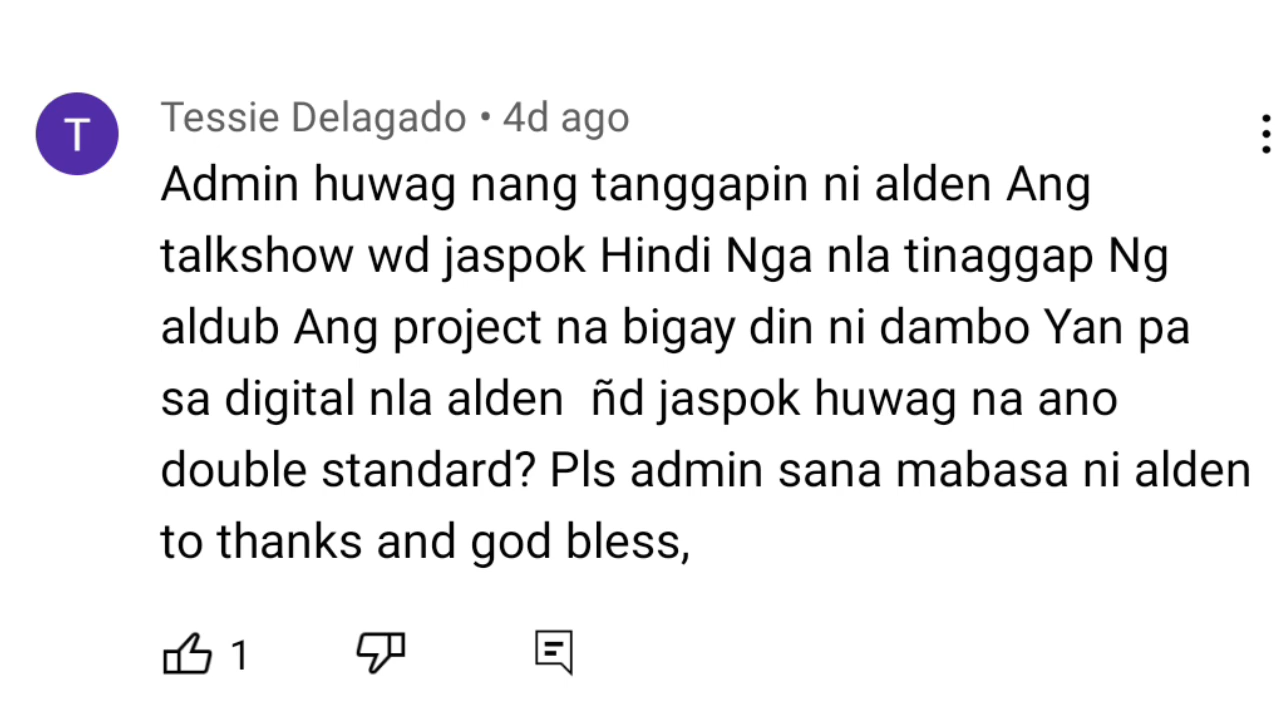 T
Tessie Delagado • 4d ago
Admin huwag nang tanggapin ni alden Ang
talkshow wd jaspok Hindi Nga nla tinaggap Ng
aldub Ang project na bigay din ni dambo Yan pa
sa digital nla alden  ñd jaspok huwag na ano
double standard? Pls admin sana mabasa ni alden
to thanks and god bless,
1